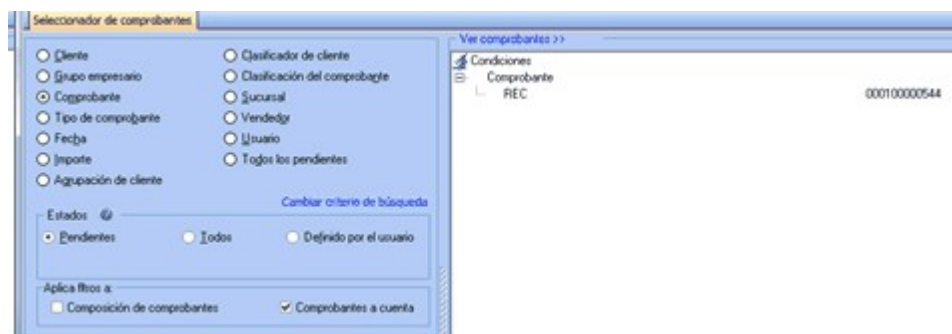 Seleccionador de comprobantes
Cliente
Clasificador de cliente
Grupo empresario
Clasificación del comprobante
Comprobante
Sucursal
Tipo de comprobante
Vendedor
Fecha
Usuario
Importe
Todos los pendientes
Agrupación de cliente
Cambiar criterio de búsqueda
Estados
Pendientes
Todos
Definido por el usuario
Aplica filtros a:
Composición de comprobantes
Comprobantes a cuenta
Ver comprobantes >>
Condiciones
Comprobante
REC 000100000544